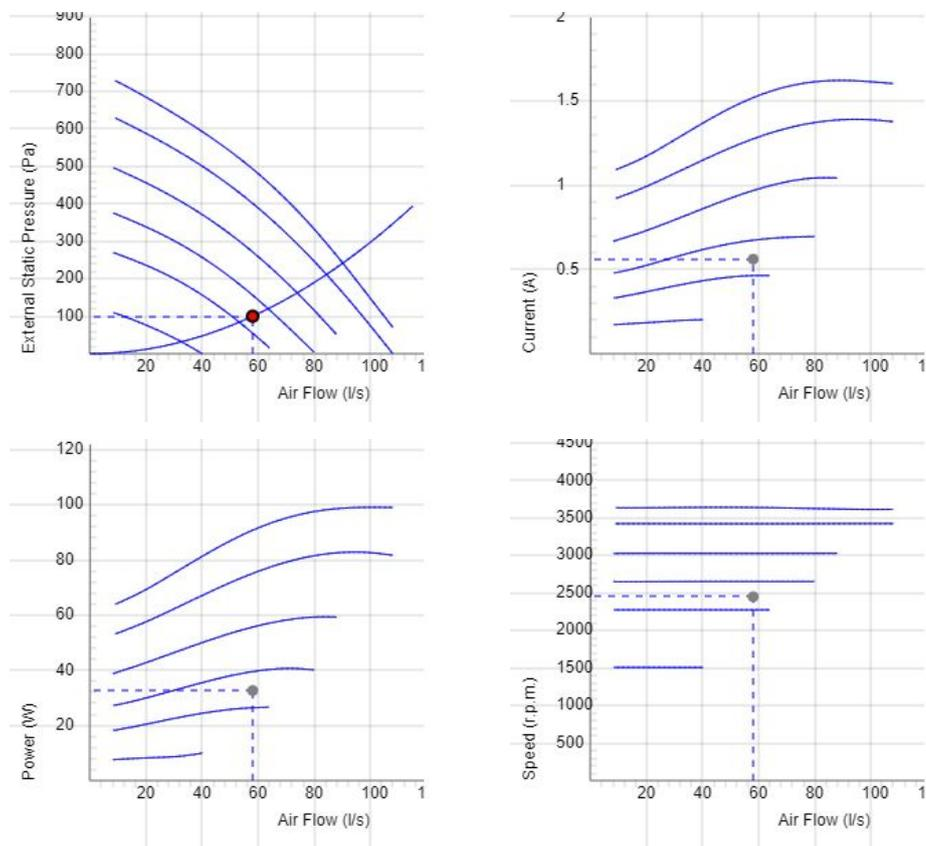 900
800
700
600
500
400
300
200
100
External Static Pressure (Pa)
20 40 60 80 100 1
Air Flow (l/s)
2
1.5
1
0.5
Current (A)
20 40 60 80 100 1
Air Flow (l/s)
120
100
80
60
40
20
Power (W)
20 40 60 80 100 1
Air Flow (l/s)
4500
4000
3500
3000
2500
2000
1500
1000
500
Speed (r.p.m.)
20 40 60 80 100 1
Air Flow (l/s)